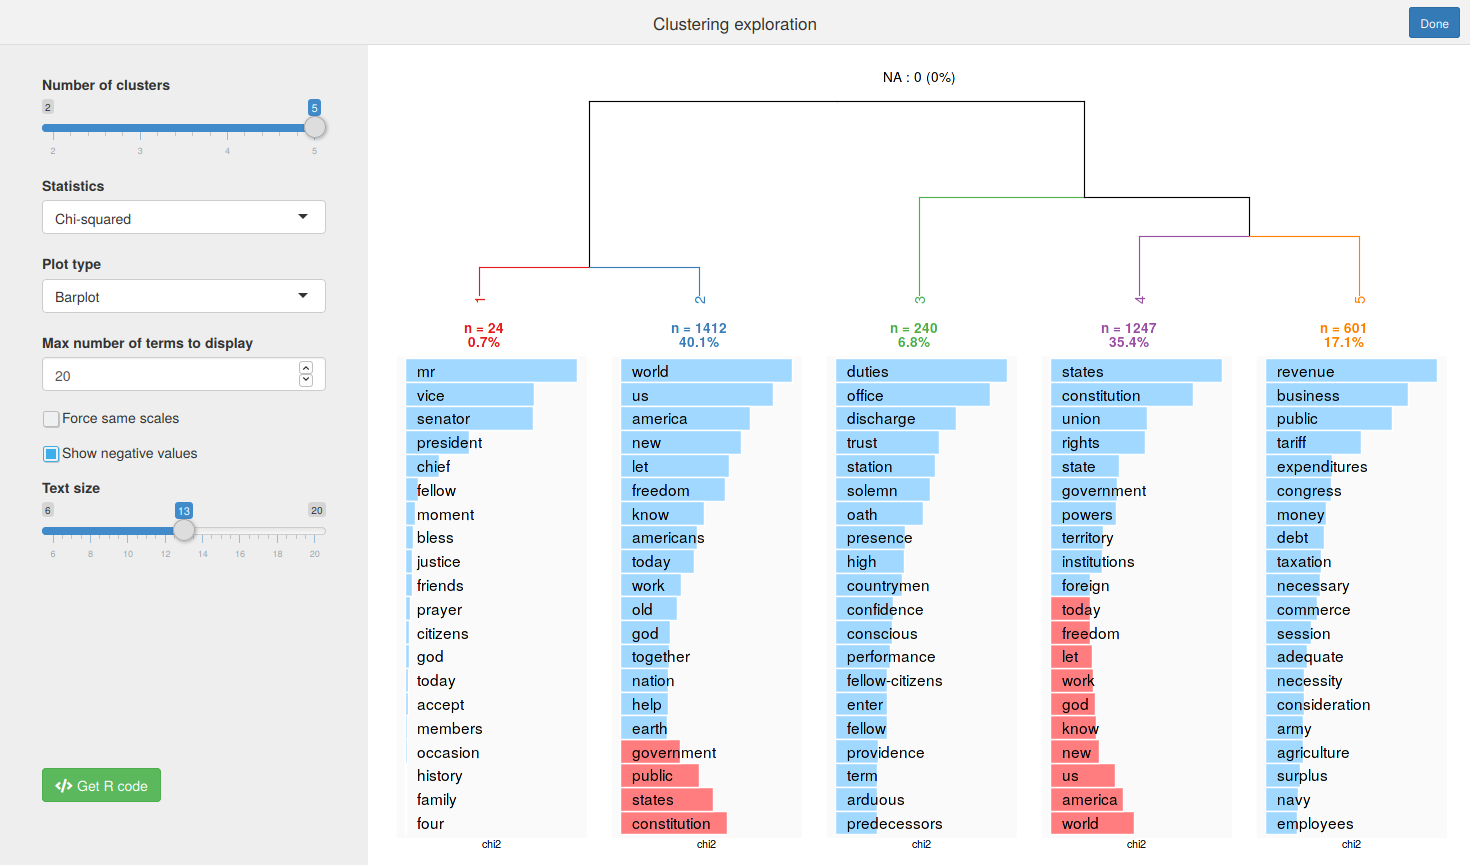 Clustering exploration
Done
Number of clusters
2
5
2 3 4 5
Statistics
Chi-squared
Plot type
Barplot
Max number of terms to display
20
Force same scales
Show negative values
Text size
6
13
20
6 8 10 12 14 16 18 20
</> Get R code
NA : 0 (0%)
1 2 3 4 5
n = 24
0.7%
mr
vice
senator
president
chief
fellow
moment
bless
justice
friends
prayer
citizens
god
today
accept
members
occasion
history
family
four
chi2
n = 1412
40.1%
world
us
america
new
let
freedom
know
americans
today
work
old
god
together
nation
help
earth
government
public
states
constitution
chi2
n = 240
6.8%
duties
office
discharge
trust
station
solemn
oath
presence
high
countrymen
confidence
conscious
performance
fellow-citizens
enter
fellow
providence
term
arduous
predecessors
chi2
n = 1247
35.4%
states
constitution
union
rights
state
government
powers
territory
institutions
foreign
today
freedom
let
work
god
know
new
us
america
world
chi2
n = 601
17.1%
revenue
business
public
tariff
expenditures
congress
money
debt
taxation
necessary
commerce
session
adequate
necessity
consideration
army
agriculture
surplus
navy
employees
chi2